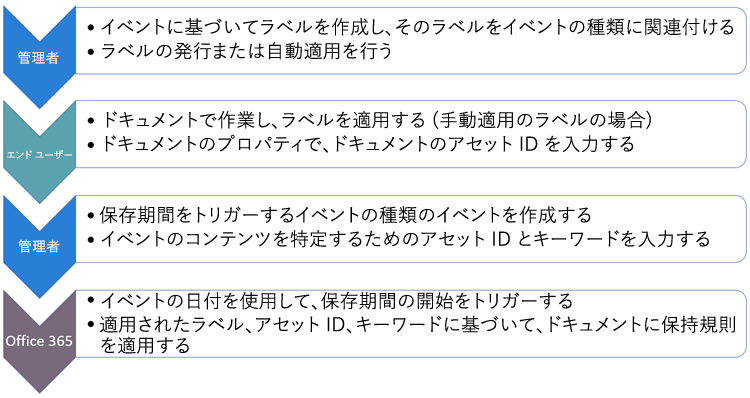 管理者
• イベントに基づいてラベルを作成し、そのラベルをイベントの種類に関連付ける
• ラベルの発行または自動適用を行う
エンド ユーザー
• ドキュメントで作業し、ラベルを適用する (手動適用のラベルの場合)
• ドキュメントのプロパティで、ドキュメントのアセット ID を入力する
管理者
• 保存期間をトリガーするイベントの種類のイベントを作成する
• イベントのコンテンツを特定するためのアセット ID とキーワードを入力する
Office 365
• イベントの日付を使用して、保存期間の開始をトリガーする
• 適用されたラベル、アセット ID、キーワードに基づいて、ドキュメントに保持規則
を適用する